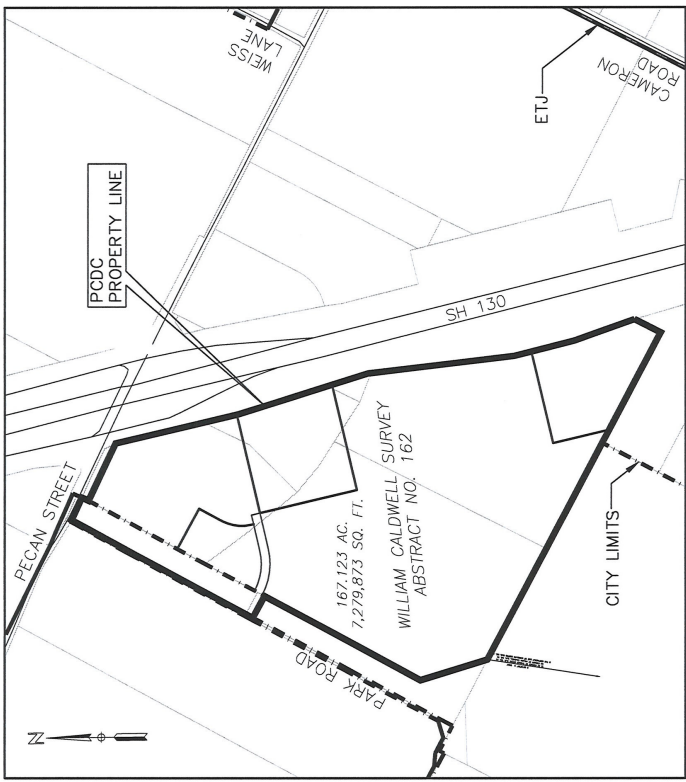 WEISS
LANE
ETJ
CAMERON
ROAD
PCDC
PROPERTY LINE
SH 130
PECAN STREET
167.123 AC.
7,279,873 SQ. FT.
WILLIAM CALDWELL SURVEY
ABSTRACT NO. 162
PARK ROAD
CITY LIMITS
N